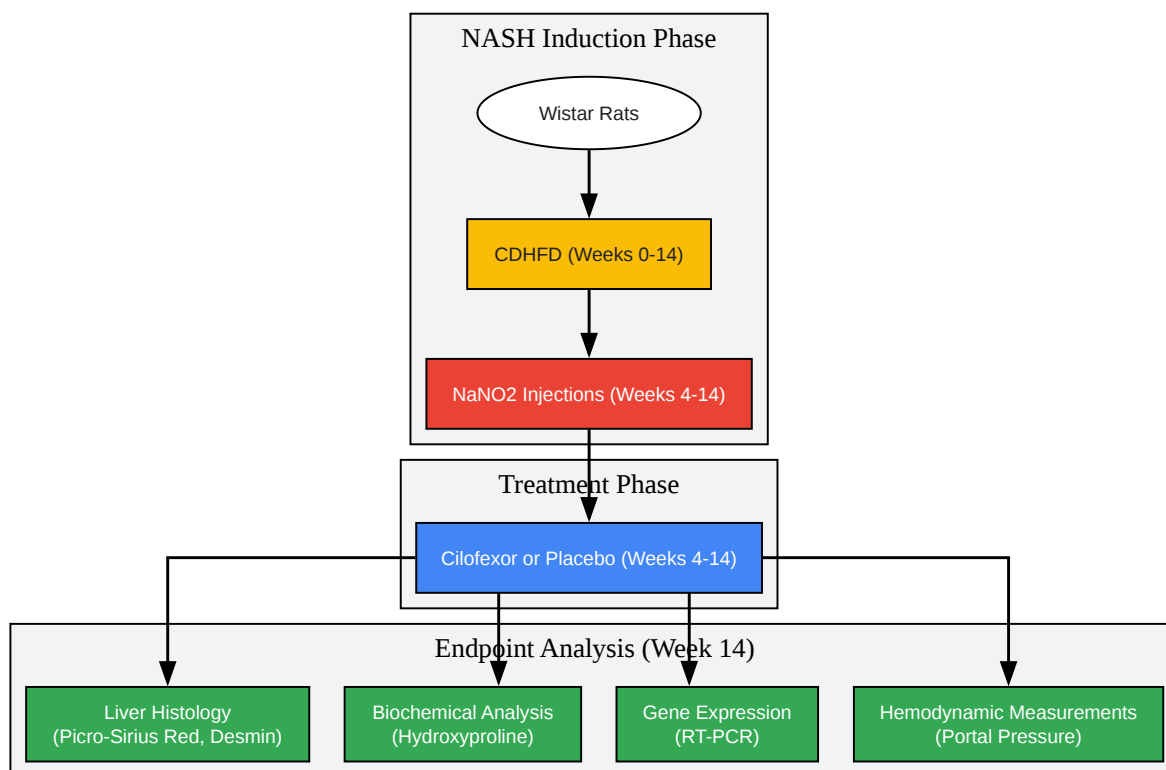 NASH Induction Phase
Wistar Rats
CDHFD (Weeks 0-14)
NaNO2 Injections (Weeks 4-14)
Treatment Phase
Cilofexor or Placebo (Weeks 4-14)
Endpoint Analysis (Week 14)
Liver Histology
(Picro-Sirius Red, Desmin)
Biochemical Analysis
(Hydroxyproline)
Gene Expression
(RT-PCR)
Hemodynamic Measurements
(Portal Pressure)